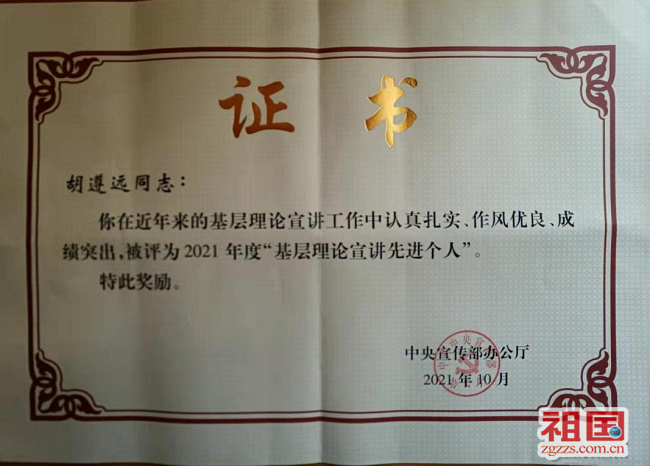 证书
胡遵远同志：
你在近年来的基层理论宣讲工作中认真扎实、作风优良、成
绩突出，被评为2021年度“基层理论宣讲先进个人”。
特此奖励。
中央宣传部办公厅
2021年10月
祖国
zgzzs.com.cn